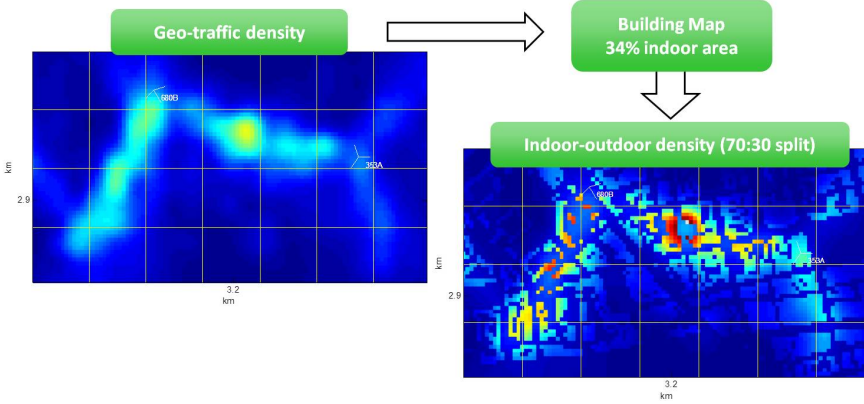 Geo-traffic density
Building Map
34% indoor area
680B
353A
km
2.9
3.2
km
Indoor-outdoor density (70:30 split)
680B
353A
km
2.9
3.2
km